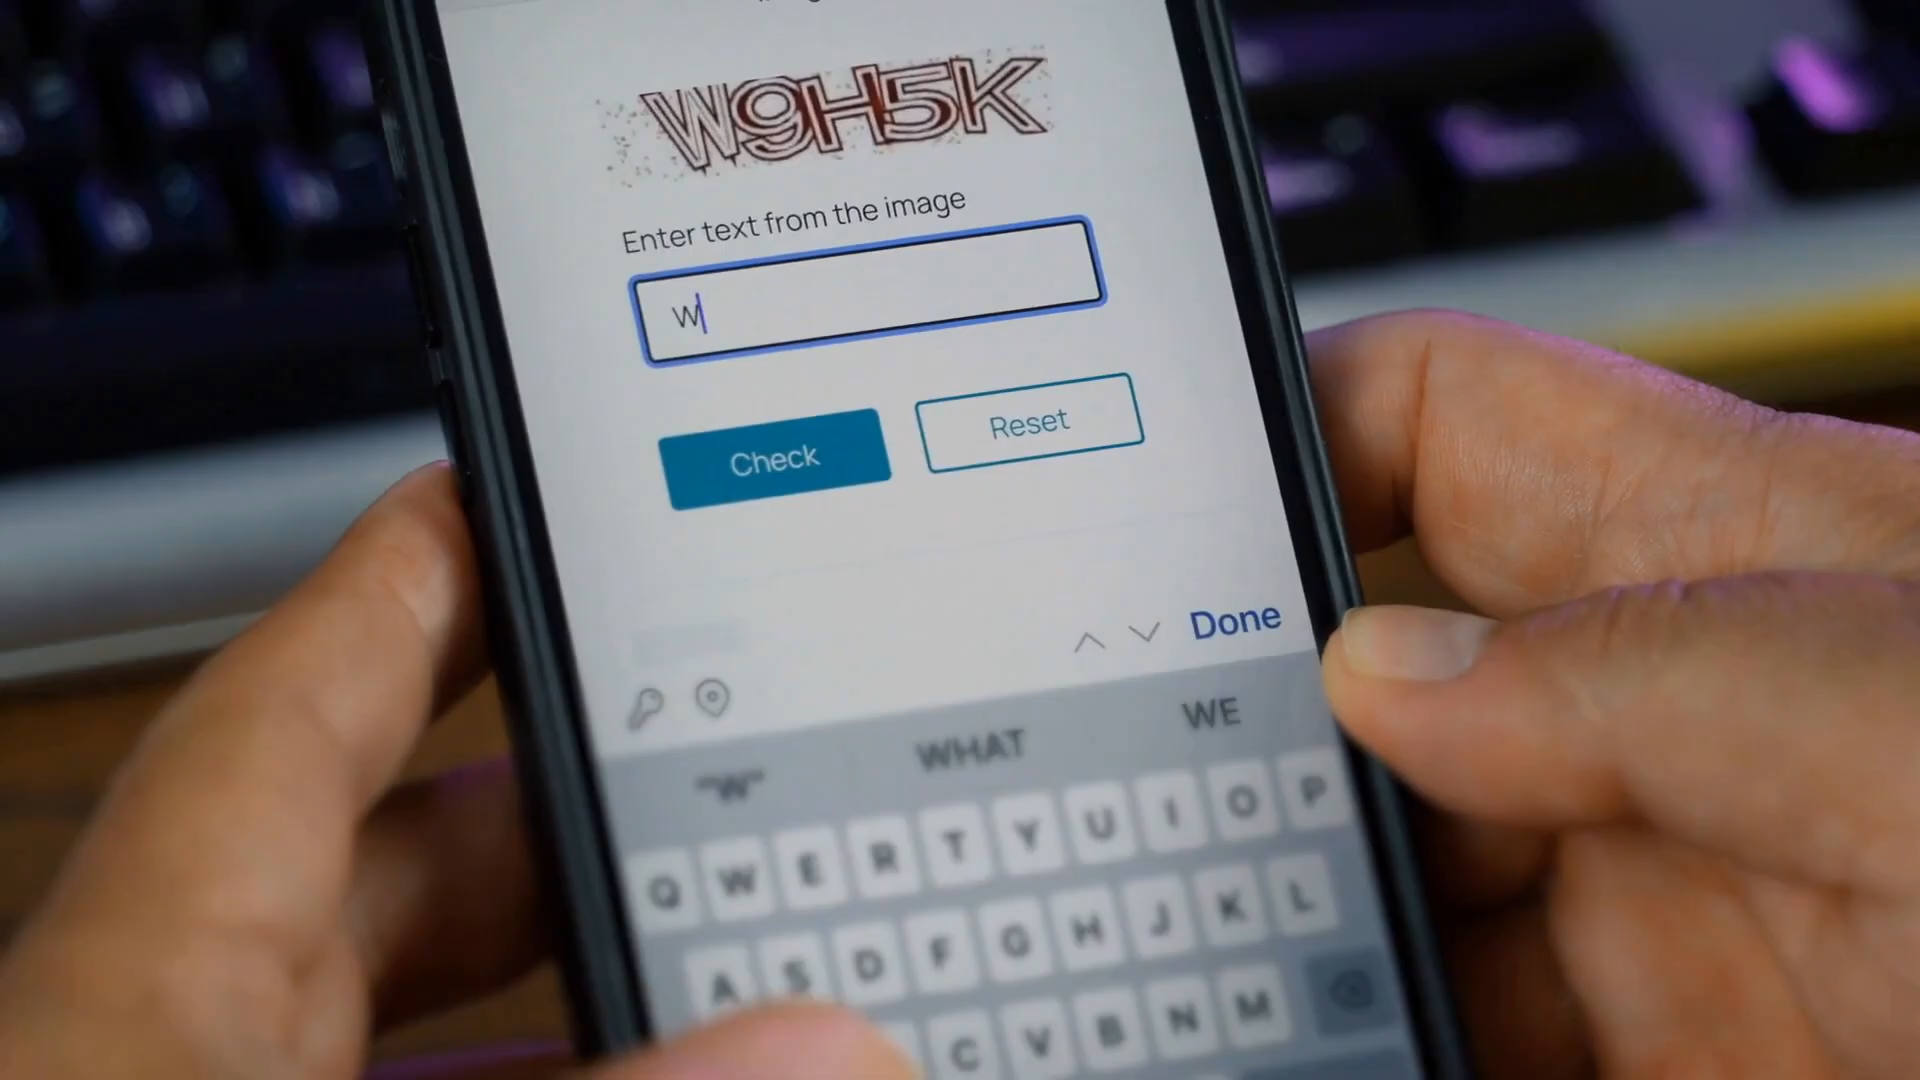 W9H5K
Enter text from the image
W
Check
Reset
Done
"W" WHAT WE
Q W E R T Y U I O P
A S D F G H J K L
C V B N M